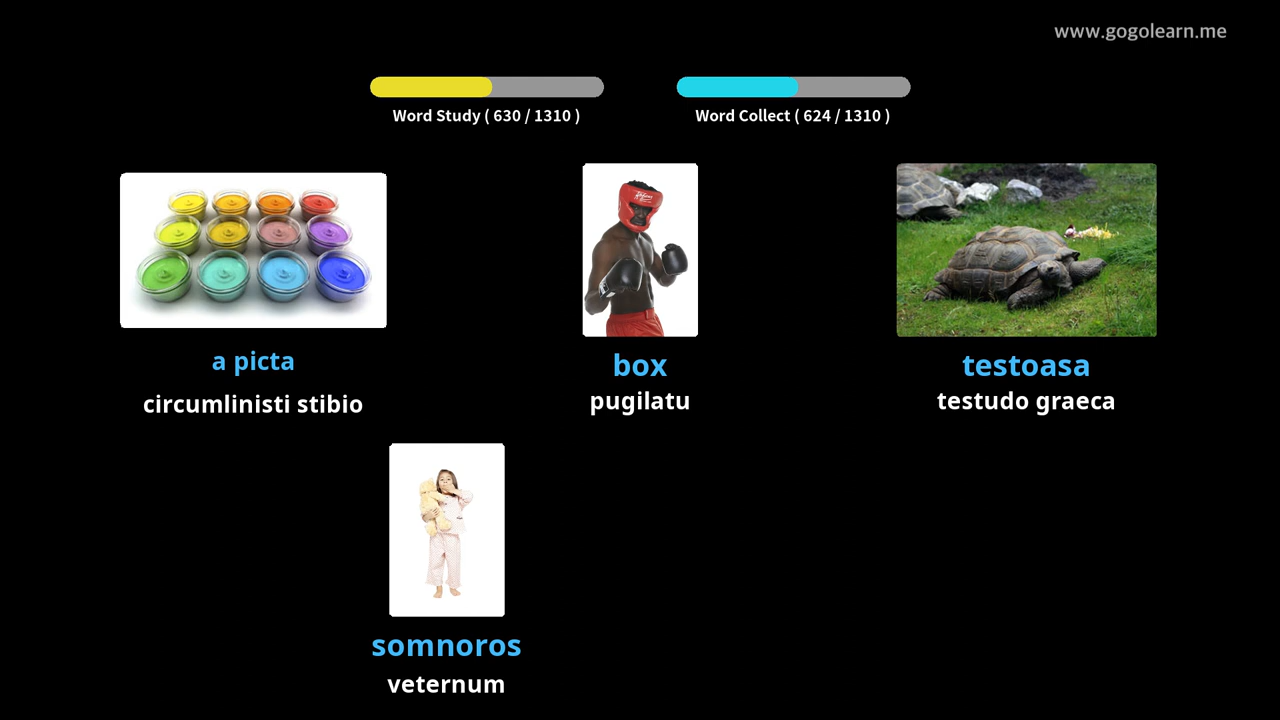 www.gogolearn.me
Word Study ( 630 / 1310 )
Word Collect ( 624 / 1310 )
a picta
circumlinisti stibio
box
pugilatu
testoasa
testudo graeca
somnoros
veternum